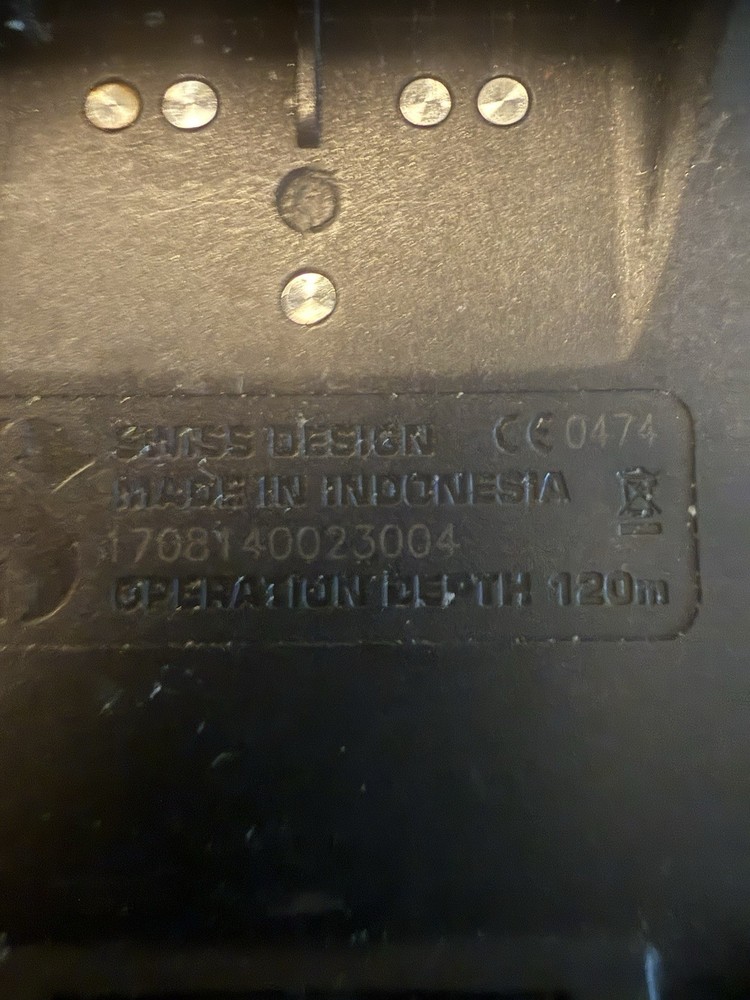 SWISS DESIGN CE 0474
MADE IN INDONESIA
1708140023004
OPERATION DEPTH 120m